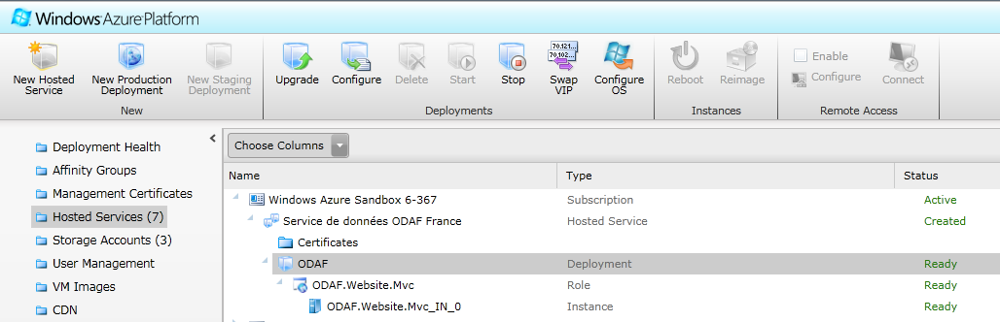 Windows Azure Platform
New Hosted Service
New Production Deployment
New Staging Deployment
Upgrade
Configure
Delete
Start
Stop
70.121...
70.102...
Swap VIP
Configure OS
Reboot
Reimage
Enable
Configure
Connect
New
Deployments
Instances
Remote Access
Deployment Health
Affinity Groups
Management Certificates
Hosted Services (7)
Storage Accounts (3)
User Management
VM Images
CDN
Choose Columns
Name Type Status
Windows Azure Sandbox 6-367 Subscription Active
Service de données ODAF France Hosted Service Created
Certificates
ODAF Deployment Ready
ODAF.Website.Mvc Role Ready
ODAF.Website.Mvc_IN_0 Instance Ready